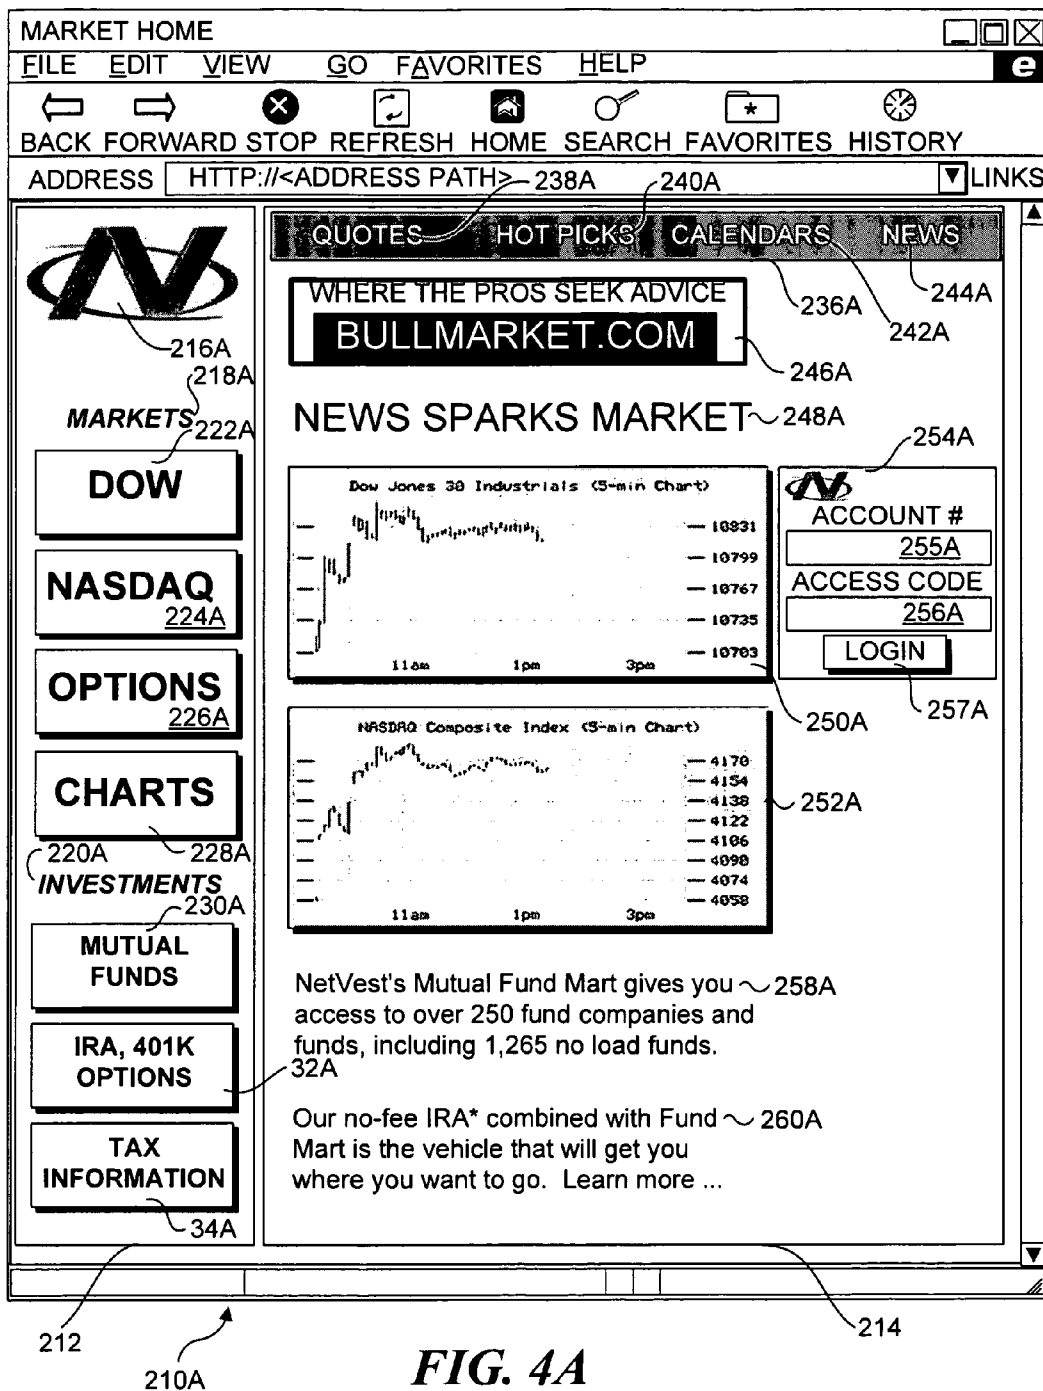 MARKET HOME
FILE EDIT VIEW GO FAVORITES HELP
e
BACK FORWARD STOP REFRESH HOME SEARCH FAVORITES HISTORY
ADDRESS HTTP://<ADDRESS PATH> LINKS
238A 240A
QUOTES HOT PICKS CALENDARS NEWS
236A 242A 244A
N
216A
WHERE THE PROS SEEK ADVICE
BULLMARKET.COM
246A
218A
MARKETS
222A
DOW
NASDAQ
224A
OPTIONS
226A
CHARTS
220A 228A
INVESTMENTS
230A
MUTUAL
FUNDS
IRA, 401K
OPTIONS
32A
TAX
INFORMATION
34A
NEWS SPARKS MARKET 248A
254A
Dow Jones 30 Industrials (5-min Chart)
10831
10799
10767
10735
10703
11am 1pm 3pm
250A
N
ACCOUNT #
255A
ACCESS CODE
256A
LOGIN
257A
NASDAQ Composite Index (5-min Chart)
4170
4154
4138
4122
4106
4090
4074
4058
11am 1pm 3pm
252A
NetVest's Mutual Fund Mart gives you 258A
access to over 250 fund companies and
funds, including 1,265 no load funds.
Our no-fee IRA* combined with Fund 260A
Mart is the vehicle that will get you
where you want to go. Learn more ...
212 214
210A
FIG. 4A